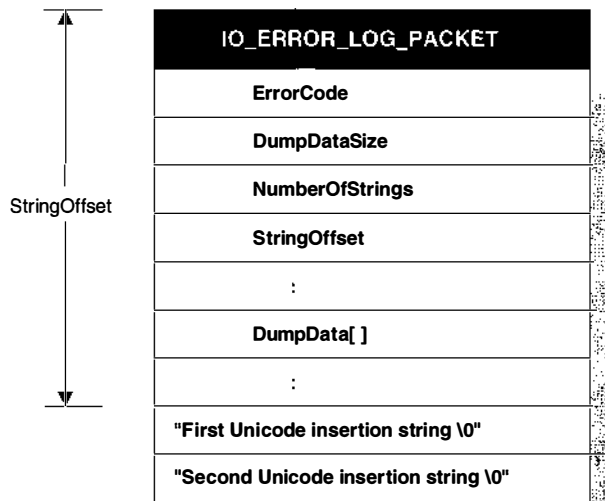 IO_ERROR_LOG_PACKET
ErrorCode
DumpDataSize
NumberOfStrings
StringOffset
StringOffset
:
DumpData[ ]
:
"First Unicode insertion string \0"
"Second Unicode insertion string \0"